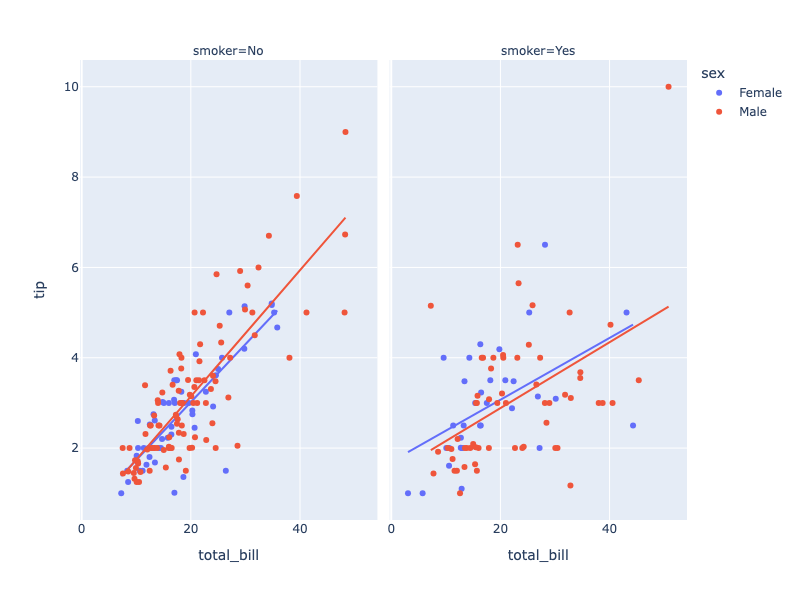 smoker=No
smoker=Yes
sex
Female
Male
10
8
6
4
2
tip
0
20
40
0
20
40
total_bill
total_bill